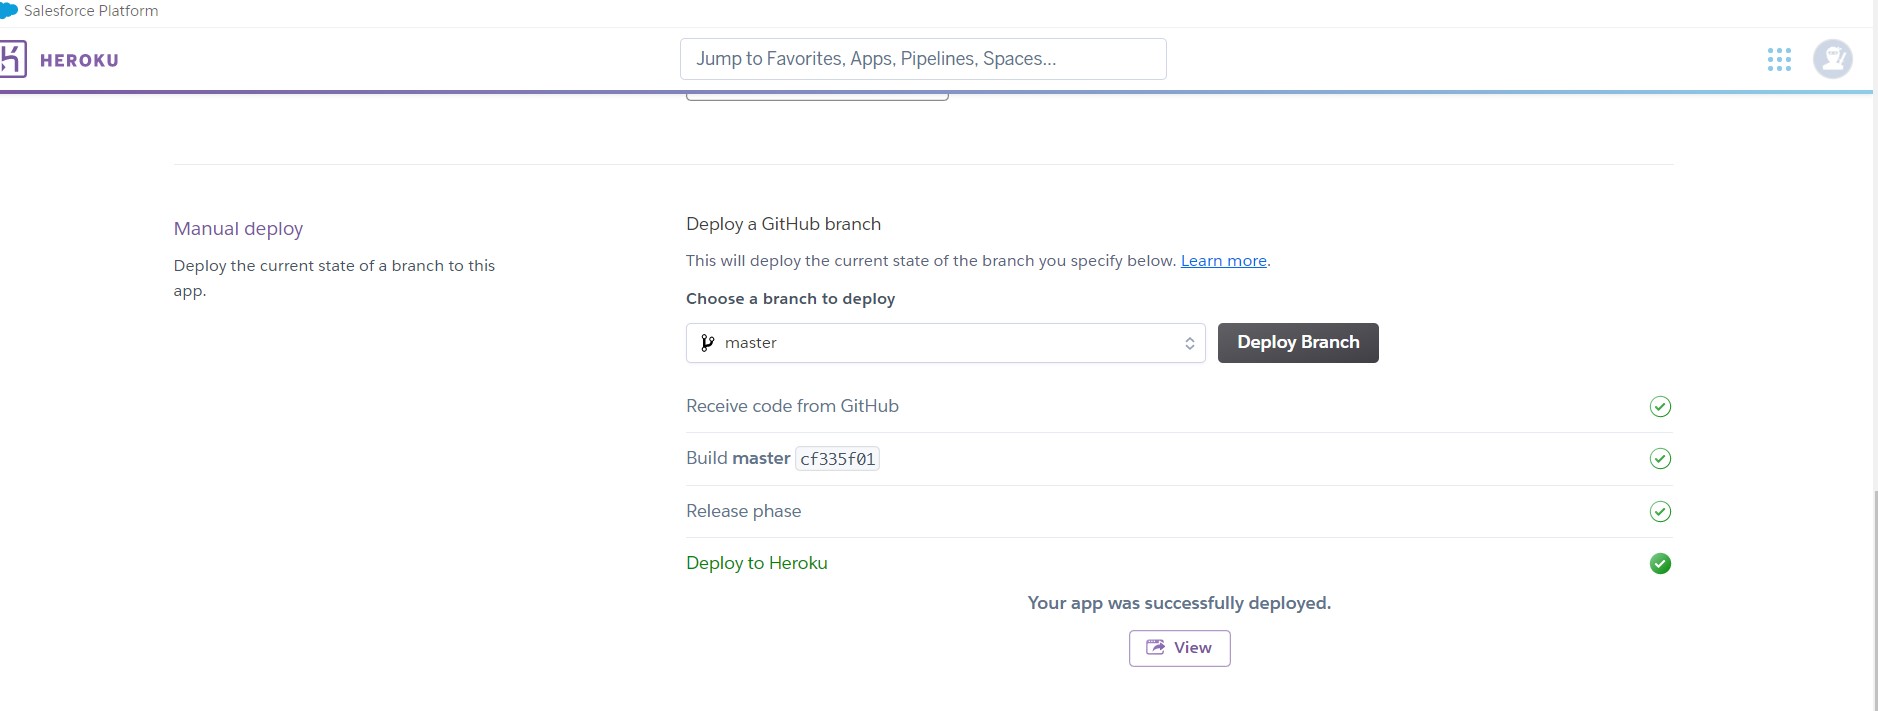 Salesforce Platform
HEROKU
Jump to Favorites, Apps, Pipelines, Spaces...
Manual deploy
Deploy the current state of a branch to this
app.
Deploy a GitHub branch
This will deploy the current state of the branch you specify below. Learn more.
Choose a branch to deploy
master
Deploy Branch
Receive code from GitHub
Build master cf335f01
Release phase
Deploy to Heroku
Your app was successfully deployed.
View